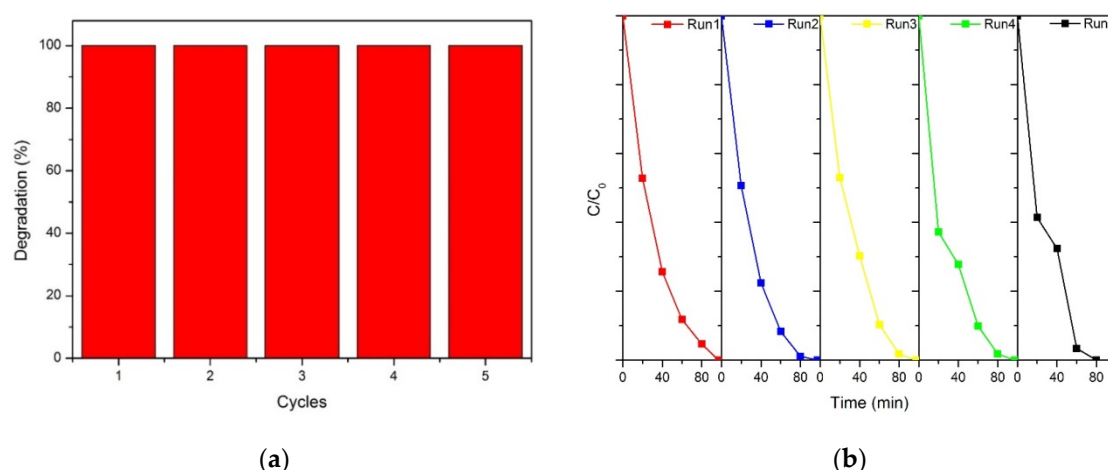 100
80
60
40
20
0
Degradation (%)
1 2 3 4 5
Cycles
(a)
Run1 Run2 Run3 Run4 Run
C/C0
0 40 80 0 40 80 0 40 80 0 40 80 0 40 80
Time (min)
(b)